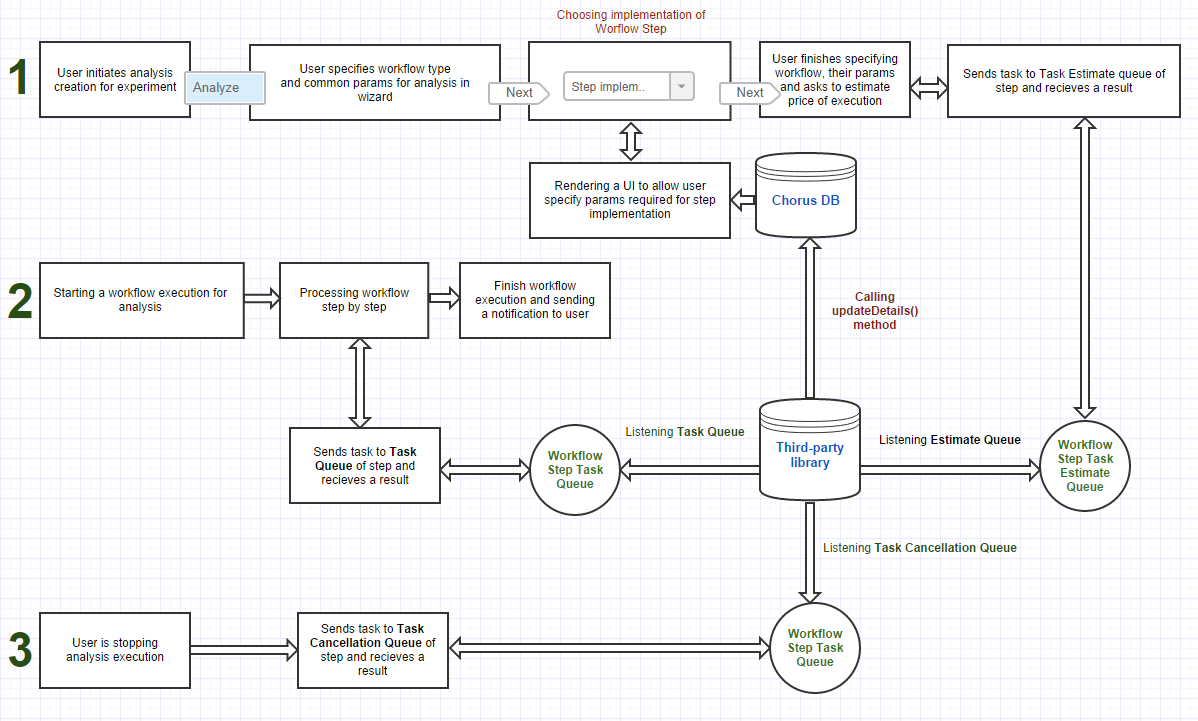 Choosing implementation of
Worflow Step
1
User initiates analysis
creation for experiment
Analyze
User specifies workflow type
and common params for analysis in
wizard
Next
Step implem..
Next
User finishes specifying
workflow, their params
and asks to estimate
price of execution
Sends task to Task Estimate queue of
step and recieves a result
Rendering a UI to allow user
specify params required for step
implementation
Chorus DB
2
Starting a workflow execution for
analysis
Processing workflow
step by step
Finish workflow
execution and sending
a notification to user
Calling
updateDetails()
method
Sends task to Task
Queue of step and
recieves a result
Workflow
Step Task
Queue
Listening Task Queue
Third-party
library
Listening Estimate Queue
Workflow
Step Task
Estimate
Queue
Listening Task Cancellation Queue
3
User is stopping
analysis execution
Sends task to Task
Cancellation Queue of
step and recieves a
result
Workflow
Step Task
Queue